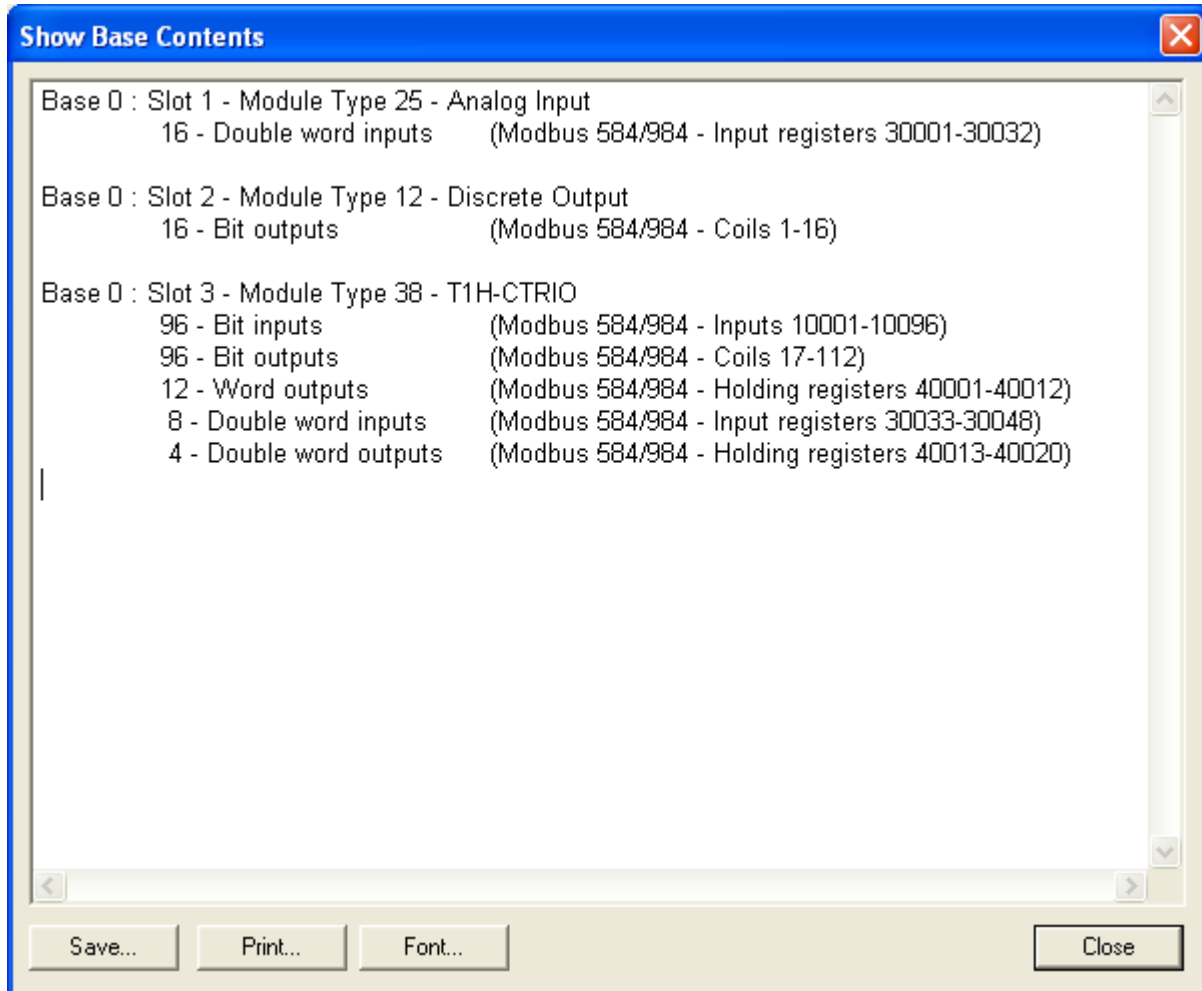 Show Base Contents
Base 0 : Slot 1 - Module Type 25 - Analog Input
16 - Double word inputs (Modbus 584/984 - Input registers 30001-30032)
Base 0 : Slot 2 - Module Type 12 - Discrete Output
16 - Bit outputs (Modbus 584/984 - Coils 1-16)
Base 0 : Slot 3 - Module Type 38 - T1H-CTRIO
96 - Bit inputs (Modbus 584/984 - Inputs 10001-10096)
96 - Bit outputs (Modbus 584/984 - Coils 17-112)
12 - Word outputs (Modbus 584/984 - Holding registers 40001-40012)
8 - Double word inputs (Modbus 584/984 - Input registers 30033-30048)
4 - Double word outputs (Modbus 584/984 - Holding registers 40013-40020)
Save... Print... Font... Close